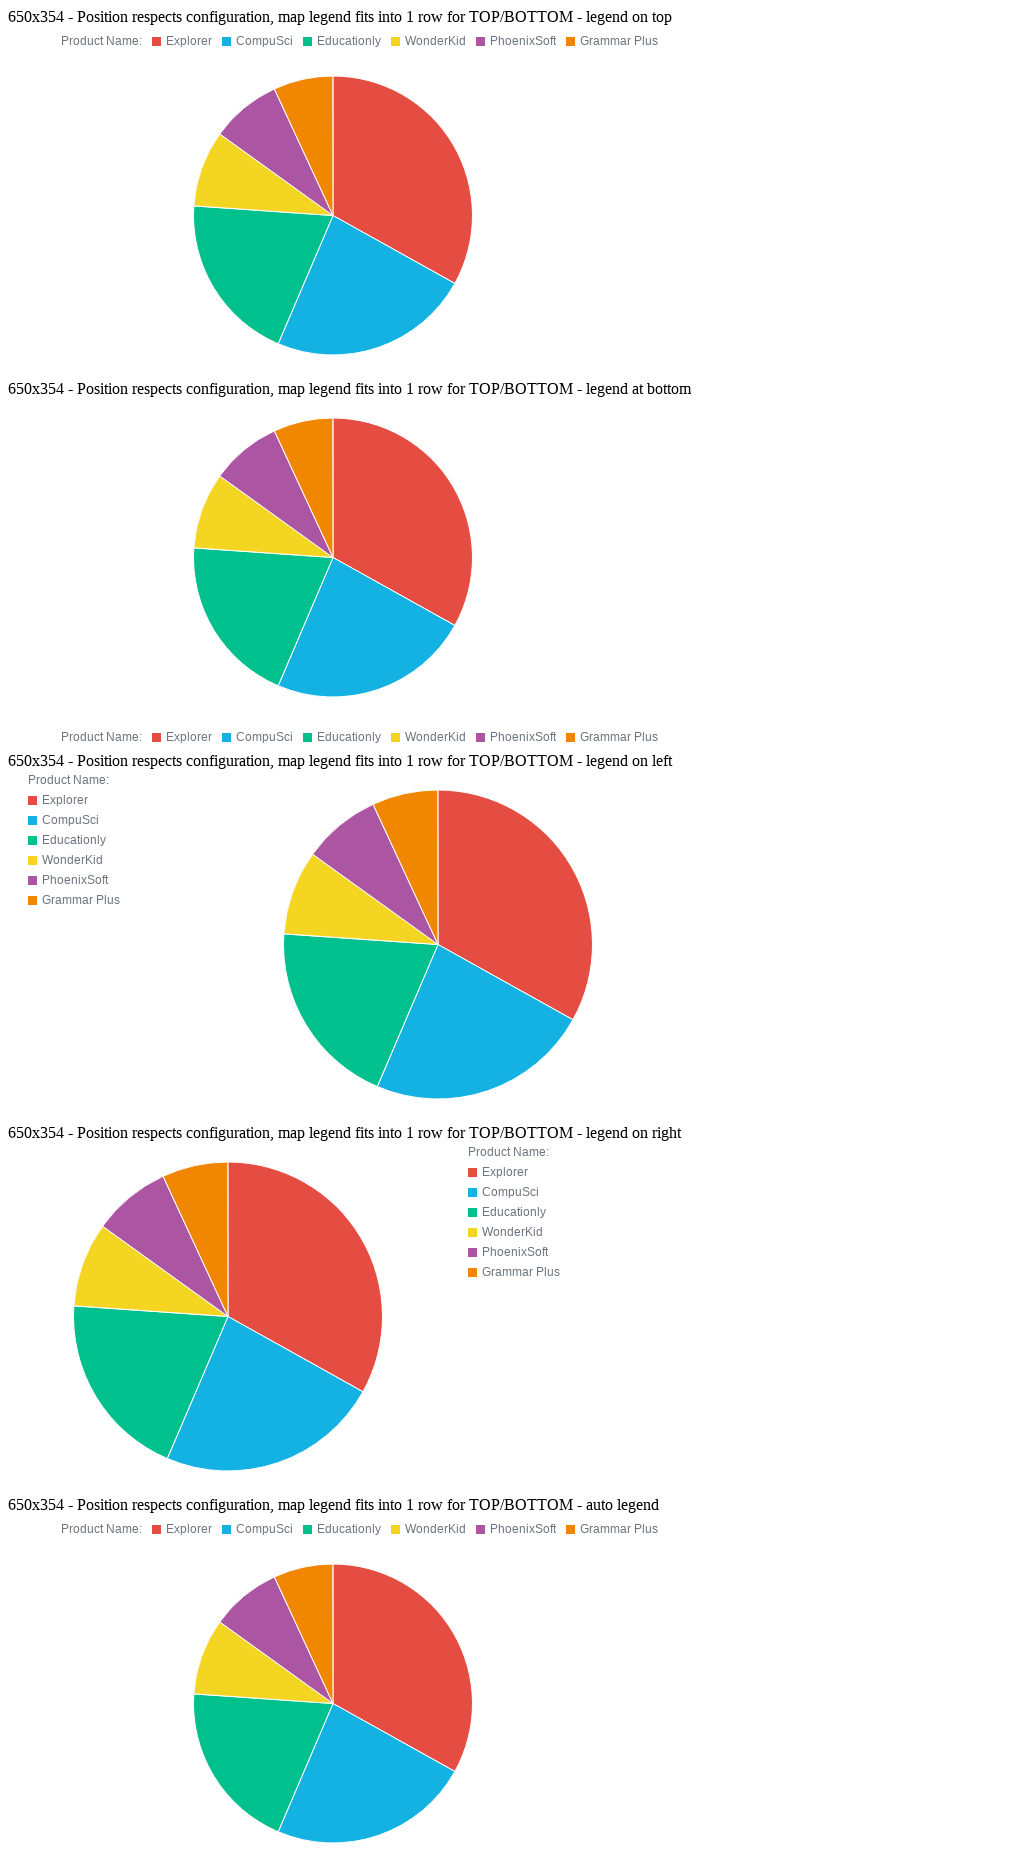 650x354 - Position respects configuration, map legend fits into 1 row for TOP/BOTTOM - legend on top
Product Name: Explorer CompuSci Educationly WonderKid PhoenixSoft Grammar Plus
650x354 - Position respects configuration, map legend fits into 1 row for TOP/BOTTOM - legend at bottom
Product Name: Explorer CompuSci Educationly WonderKid PhoenixSoft Grammar Plus
650x354 - Position respects configuration, map legend fits into 1 row for TOP/BOTTOM - legend on left
Product Name:
Explorer
CompuSci
Educationly
WonderKid
PhoenixSoft
Grammar Plus
650x354 - Position respects configuration, map legend fits into 1 row for TOP/BOTTOM - legend on right
Product Name:
Explorer
CompuSci
Educationly
WonderKid
PhoenixSoft
Grammar Plus
650x354 - Position respects configuration, map legend fits into 1 row for TOP/BOTTOM - auto legend
Product Name: Explorer CompuSci Educationly WonderKid PhoenixSoft Grammar Plus